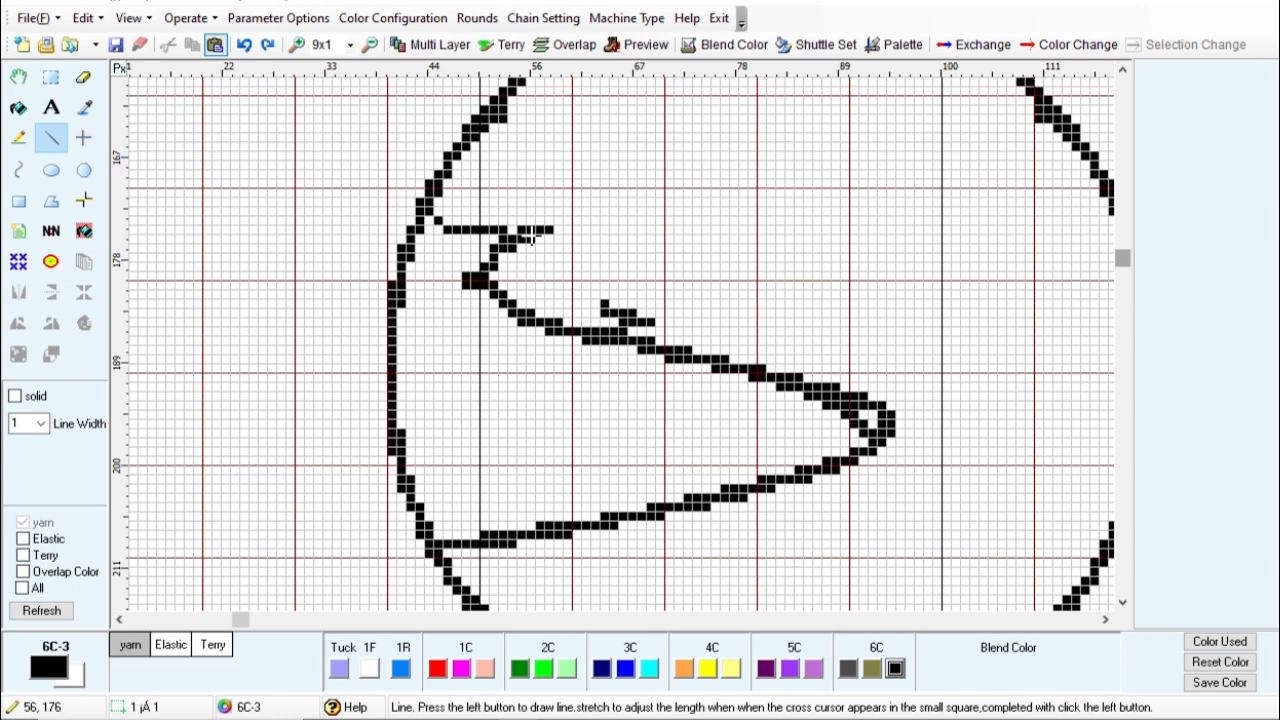 File(F) Edit View Operate Parameter Options Color Configuration Rounds Chain Setting Machine Type Help Exit
9x1 Multi Layer Terry Overlap Preview Blend Color Shuttle Set Palette Exchange Color Change Selection Change
Px 1 22 33 44 56 67 78 89 100 111
A
167
NN
178
189
solid
1 Line Width
200
yarn
Elastic
Terry
Overlap Color
211
All
Refresh
6C-3 yarn Elastic Terry Tuck 1F 1R 1C 2C 3C 4C 5C 6C Blend Color Color Used
Reset Color
Save Color
56, 176 1 ¡Á 1 6C-3 Help Line. Press the left button to draw line.stretch to adjust the length when when the cross cursor appears in the small square,completed with click the left button.